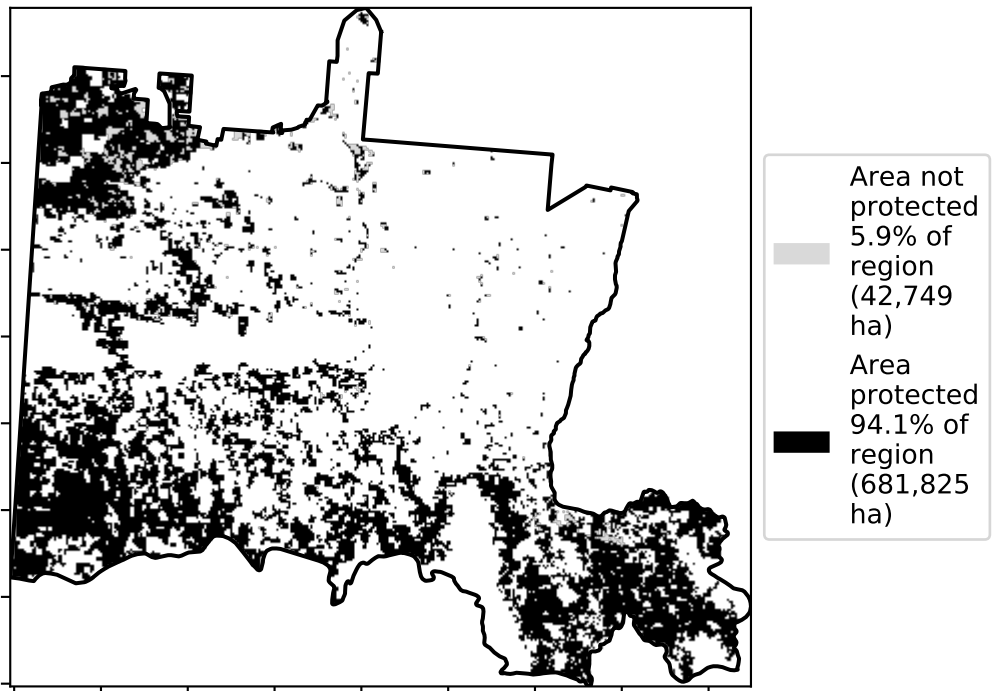 Area not
protected
5.9% of
region
(42,749
ha)
Area
protected
94.1% of
region
(681,825
ha)